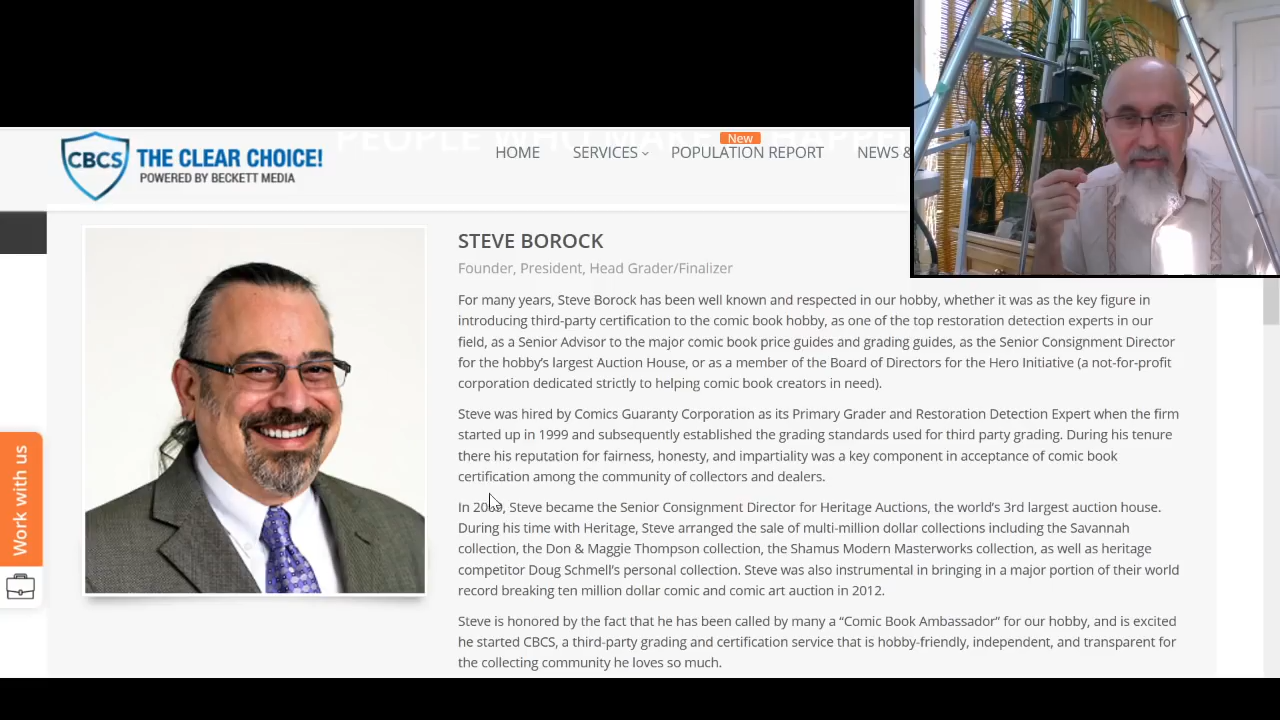 PEOPLE WHO MAKE IT HAPPEN
CBCS THE CLEAR CHOICE!
POWERED BY BECKETT MEDIA
New
HOME SERVICES POPULATION REPORT NEWS &
STEVE BOROCK
Founder, President, Head Grader/Finalizer
For many years, Steve Borock has been well known and respected in our hobby, whether it was as the key figure in
introducing third-party certification to the comic book hobby, as one of the top restoration detection experts in our
field, as a Senior Advisor to the major comic book price guides and grading guides, as the Senior Consignment Director
for the hobby's largest Auction House, or as a member of the Board of Directors for the Hero Initiative (a not-for-profit
corporation dedicated strictly to helping comic book creators in need).
Steve was hired by Comics Guaranty Corporation as its Primary Grader and Restoration Detection Expert when the firm
started up in 1999 and subsequently established the grading standards used for third party grading. During his tenure
there his reputation for fairness, honesty, and impartiality was a key component in acceptance of comic book
certification among the community of collectors and dealers.
In 2009, Steve became the Senior Consignment Director for Heritage Auctions, the world's 3rd largest auction house.
During his time with Heritage, Steve arranged the sale of multi-million dollar collections including the Savannah
collection, the Don & Maggie Thompson collection, the Shamus Modern Masterworks collection, as well as heritage
competitor Doug Schmell's personal collection. Steve was also instrumental in bringing in a major portion of their world
record breaking ten million dollar comic and comic art auction in 2012.
Steve is honored by the fact that he has been called by many a “Comic Book Ambassador” for our hobby, and is excited
he started CBCS, a third-party grading and certification service that is hobby-friendly, independent, and transparent for
the collecting community he loves so much.
Work with us